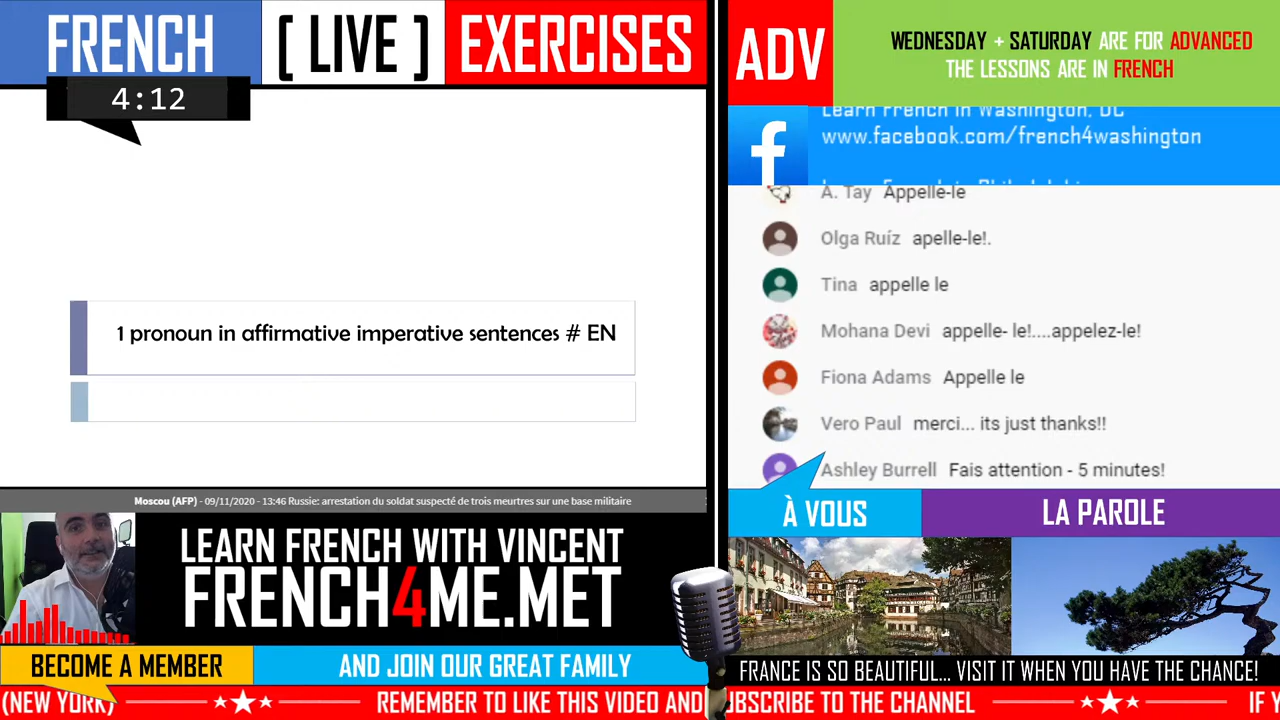 FRENCH [ LIVE ] EXERCISES
4:12
1 pronoun in affirmative imperative sentences # EN
Moscou (AFP) - 09/11/2020 - 13:46 Russie: arrestation du soldat suspecté de trois meurtres sur une base militaire
LEARN FRENCH WITH VINCENT
FRENCH4ME.MET
BECOME A MEMBER
AND JOIN OUR GREAT FAMILY
ADV
WEDNESDAY + SATURDAY ARE FOR ADVANCED
THE LESSONS ARE IN FRENCH
Learn French in Washington, DC
www.facebook.com/french4washington
A. Tay Appelle-le
Olga Ruíz apelle-le!.
Tina appelle le
Mohana Devi appelle- le!....appelez-le!
Fiona Adams Appelle le
Vero Paul merci... its just thanks!!
Ashley Burrell Fais attention - 5 minutes!
À VOUS LA PAROLE
FRANCE IS SO BEAUTIFUL... VISIT IT WHEN YOU HAVE THE CHANCE!
(NEW YORK) REMEMBER TO LIKE THIS VIDEO AND SUBSCRIBE TO THE CHANNEL IF